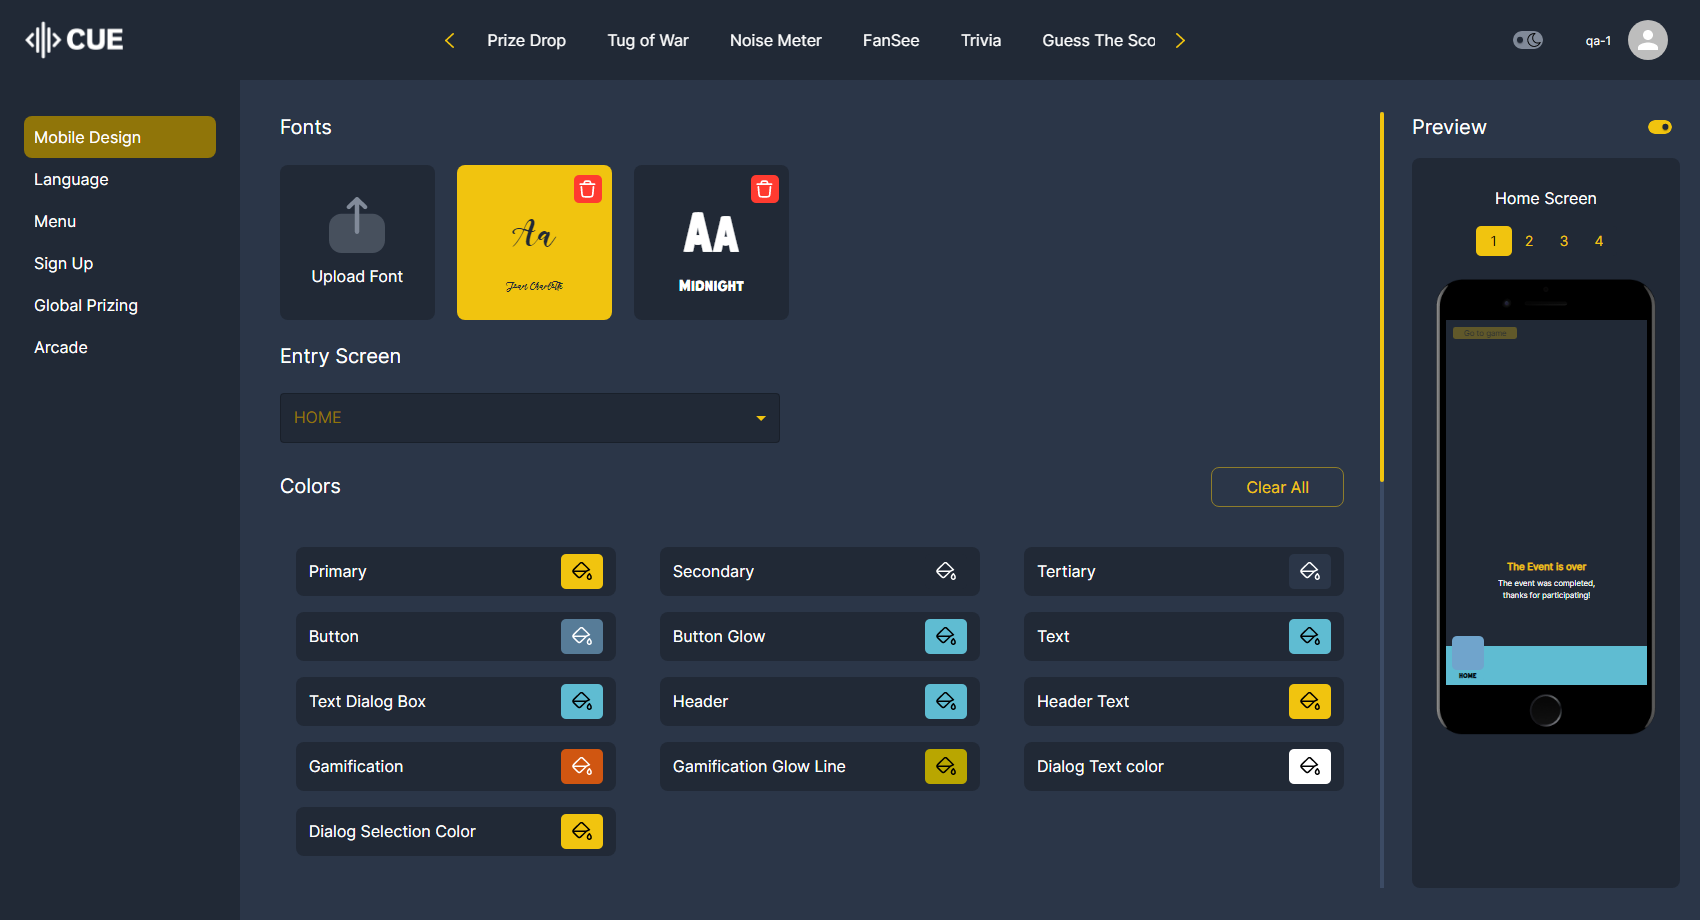 CUE
Prize Drop
Tug of War
Noise Meter
FanSee
Trivia
Guess The Sco
qa-1
Mobile Design
Language
Menu
Sign Up
Global Prizing
Arcade
Fonts
Upload Font
Aa
Jean Charlotte
AA
MIDNIGHT
Entry Screen
HOME
Colors
Clear All
Primary
Secondary
Tertiary
Button
Button Glow
Text
Text Dialog Box
Header
Header Text
Gamification
Gamification Glow Line
Dialog Text color
Dialog Selection Color
Preview
Home Screen
1 2 3 4
Go to game
The Event is over
The event was completed,
thanks for participating!
HOME